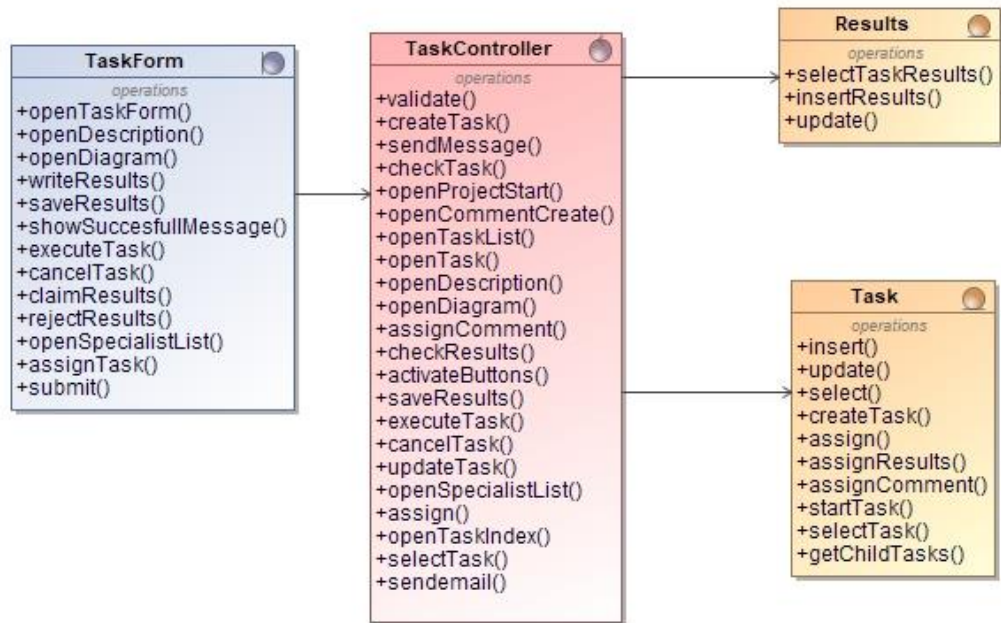 TaskForm
operations
+openTaskForm()
+openDescription()
+openDiagram()
+writeResults()
+saveResults()
+showSuccesfullMessage()
+executeTask()
+cancelTask()
+claimResults()
+rejectResults()
+openSpecialistList()
+assignTask()
+submit()
TaskController
operations
+validate()
+createTask()
+sendMessage()
+checkTask()
+openProjectStart()
+openCommentCreate()
+openTaskList()
+openTask()
+openDescription()
+openDiagram()
+assignComment()
+checkResults()
+activateButtons()
+saveResults()
+executeTask()
+cancelTask()
+updateTask()
+openSpecialistList()
+assign()
+openTaskIndex()
+selectTask()
+sendemail()
Results
operations
+selectTaskResults()
+insertResults()
+update()
Task
operations
+insert()
+update()
+select()
+createTask()
+assign()
+assignResults()
+assignComment()
+startTask()
+selectTask()
+getChildTasks()